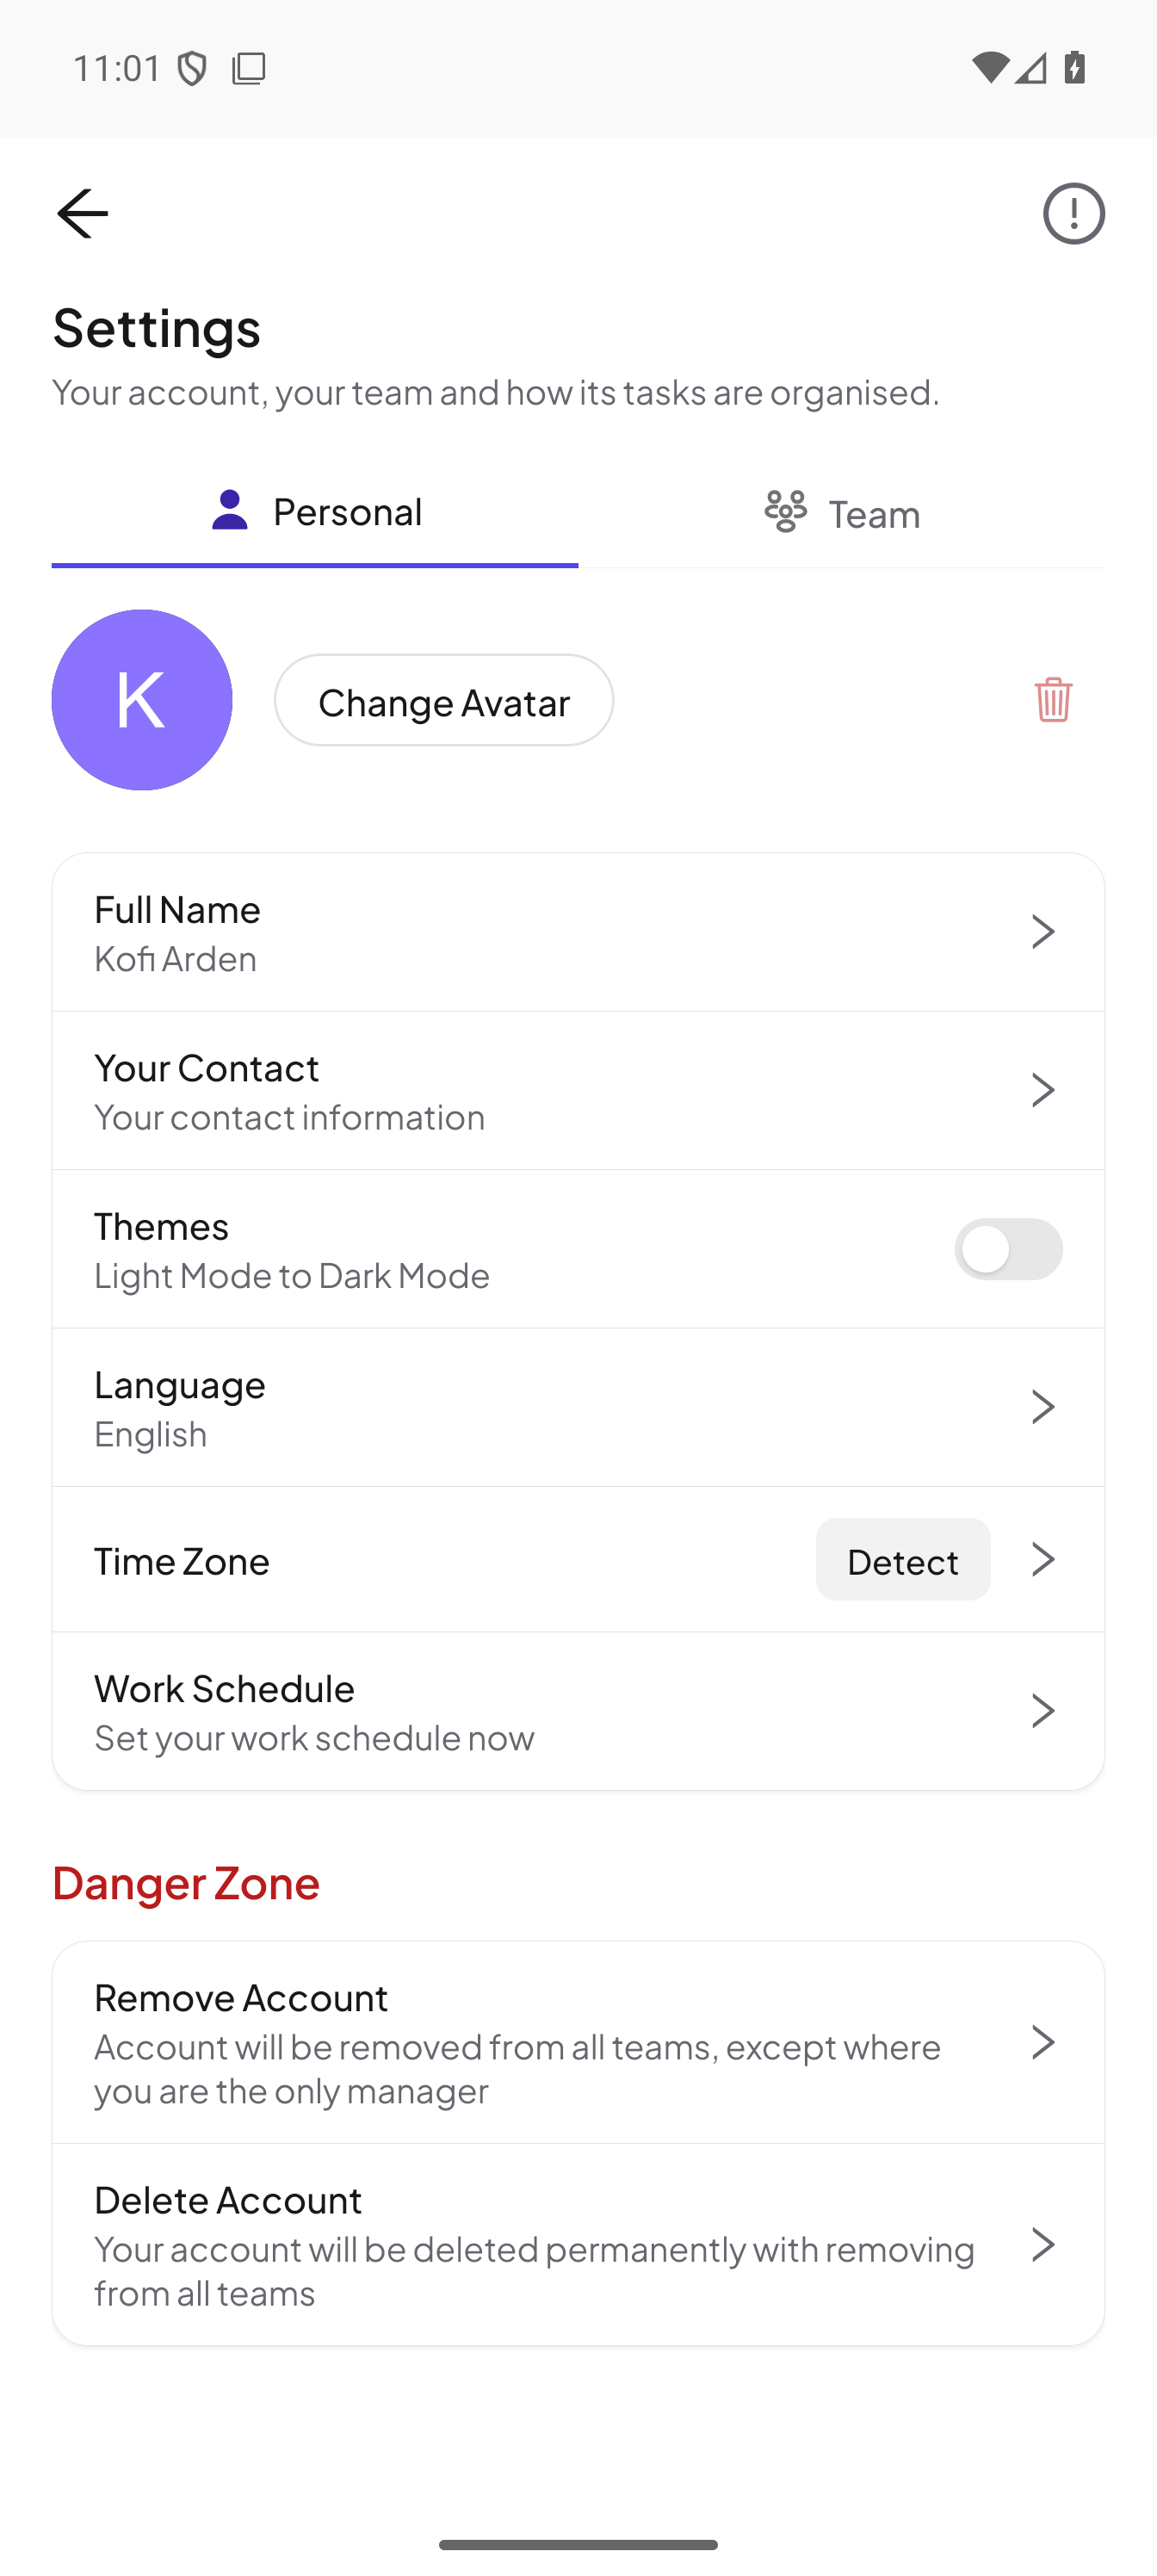 11:01
Settings
Your account, your team and how its tasks are organised.
Personal
Team
K
Change Avatar
Full Name
Kofi Arden
Your Contact
Your contact information
Themes
Light Mode to Dark Mode
Language
English
Time Zone
Detect
Work Schedule
Set your work schedule now
Danger Zone
Remove Account
Account will be removed from all teams, except where
you are the only manager
Delete Account
Your account will be deleted permanently with removing
from all teams